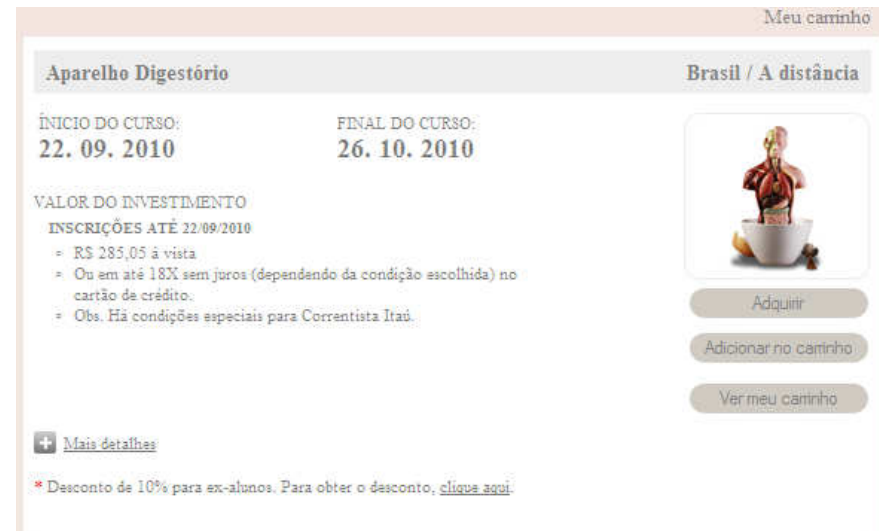 Meu carrinho
Aparelho Digestório Brasil / A distância
ÍNICIO DO CURSO: FINAL DO CURSO:
22. 09. 2010 26. 10. 2010
VALOR DO INVESTIMENTO
INSCRIÇÕES ATÉ 22/09/2010
R$ 285,05 à vista
Ou em até 18X sem juros (dependendo da condição escolhida) no
cartão de crédito.
Obs. Há condições especiais para Correntista Itaú.
Adquirir
Adicionar no carrinho
Ver meu carrinho
Mais detalhes
* Desconto de 10% para ex-alunos. Para obter o desconto, clique aqui.